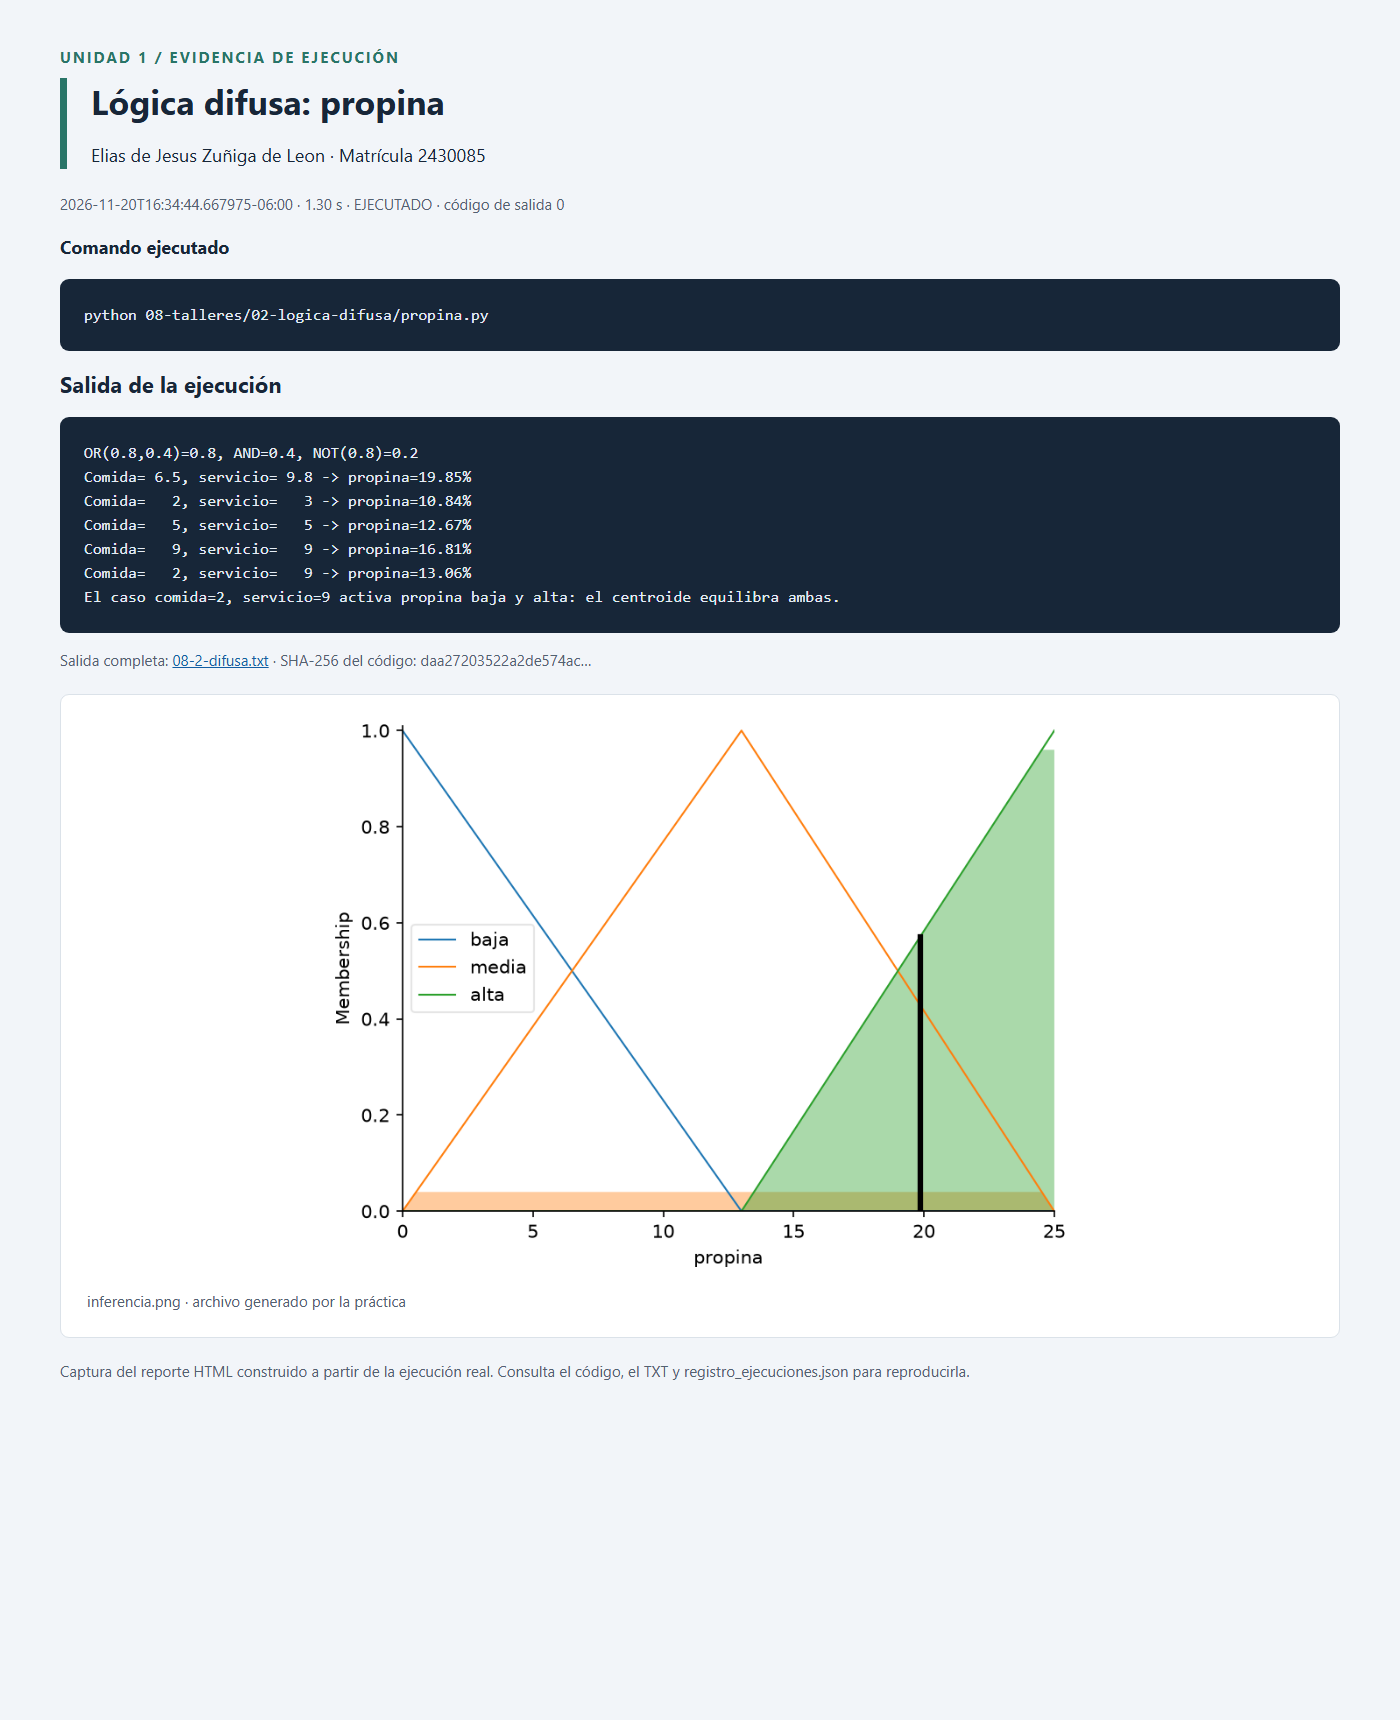 UNIDAD 1 / EVIDENCIA DE EJECUCIÓN
Lógica difusa: propina
Elias de Jesus Zuñiga de Leon · Matrícula 2430085
2026-11-20T16:34:44.667975-06:00 · 1.30 s · EJECUTADO · código de salida 0
Comando ejecutado
python 08-talleres/02-logica-difusa/propina.py
Salida de la ejecución
OR(0.8,0.4)=0.8, AND=0.4, NOT(0.8)=0.2
Comida= 6.5, servicio= 9.8 -> propina=19.85%
Comida=   2, servicio=   3 -> propina=10.84%
Comida=   5, servicio=   5 -> propina=12.67%
Comida=   9, servicio=   9 -> propina=16.81%
Comida=   2, servicio=   9 -> propina=13.06%
El caso comida=2, servicio=9 activa propina baja y alta: el centroide equilibra ambas.
Salida completa: 08-2-difusa.txt · SHA-256 del código: daa27203522a2de574ac...
1.0
0.8
0.6
0.4
0.2
0.0
Membership
baja
media
alta
0 5 10 15 20 25
propina
inferencia.png · archivo generado por la práctica
Captura del reporte HTML construido a partir de la ejecución real. Consulta el código, el TXT y registro_ejecuciones.json para reproducirla.